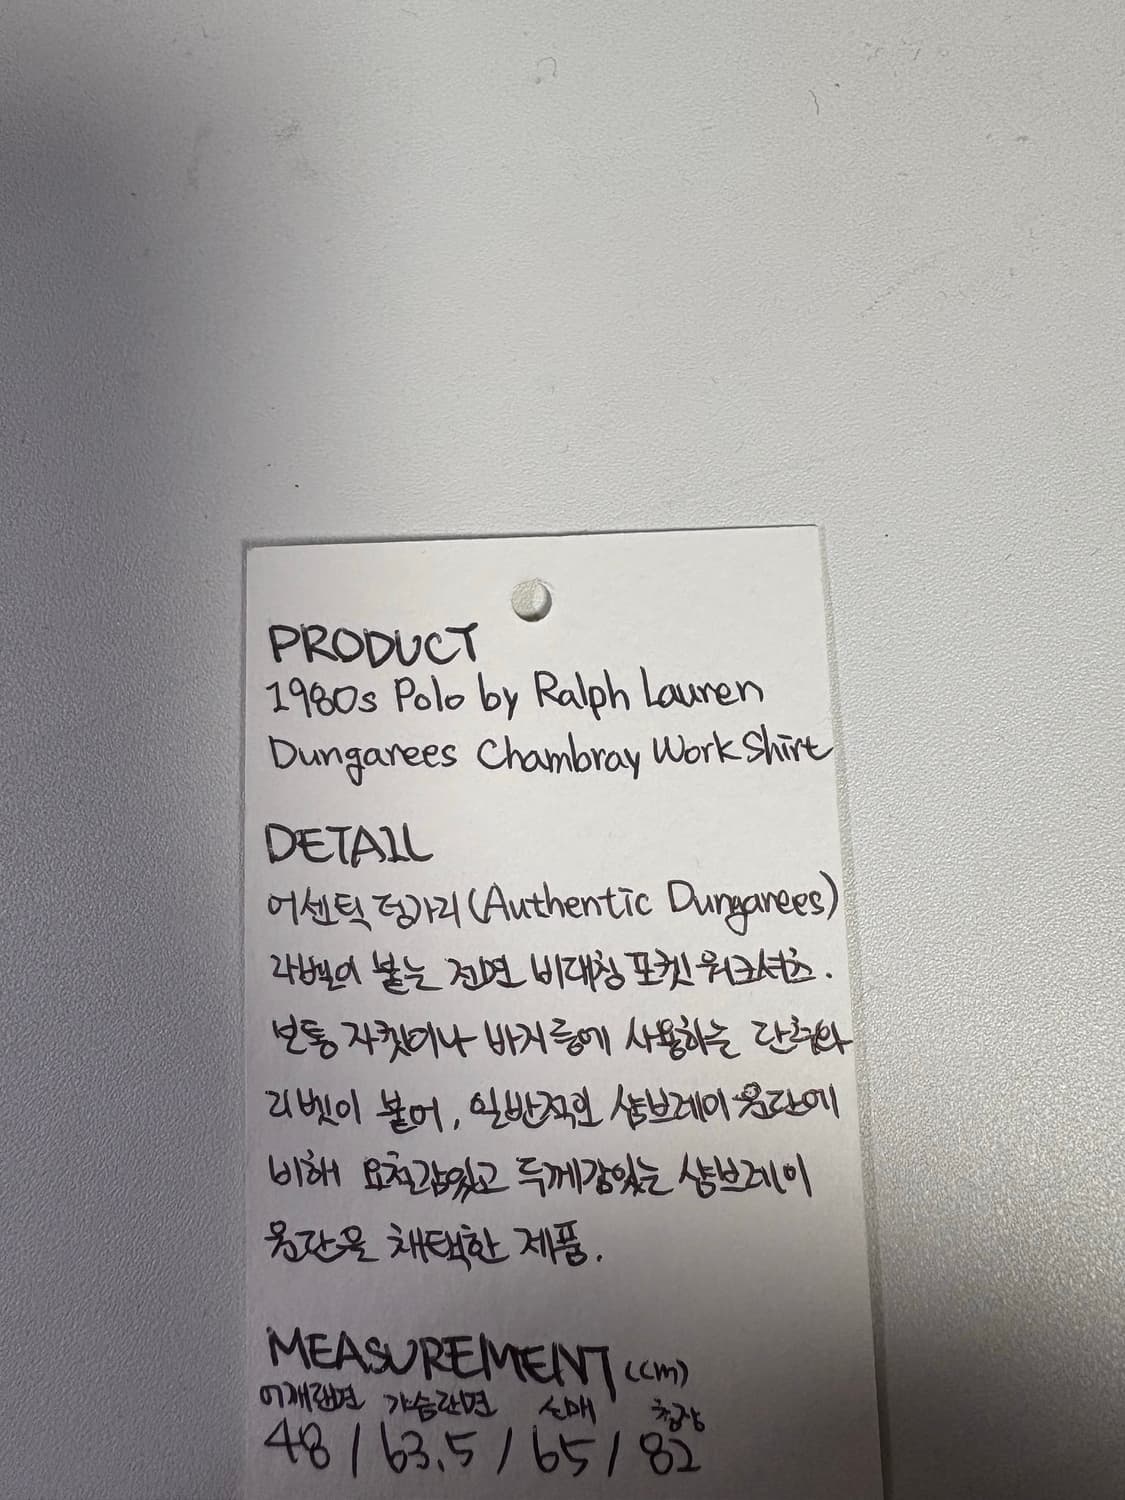 PRODUCT
1980s Polo by Ralph Lauren
Dungarees Chambray Work Shirt
DETAIL
어센틱 덩가리(Authentic Dungarees)
라벨이 붙는 전면 비대칭 포켓 워크셔츠.
보통 자켓이나 바지 등에 사용하는 단추와
리벳이 붙어, 일반적인 샴브레이 원단에
비해 요철감있고 두께감있는 샴브레이
원단을 채택한 제품.
MEASUREMENT (cm)
어깨단면 가슴단면 소매 총장
48 / 63.5 / 65 / 82